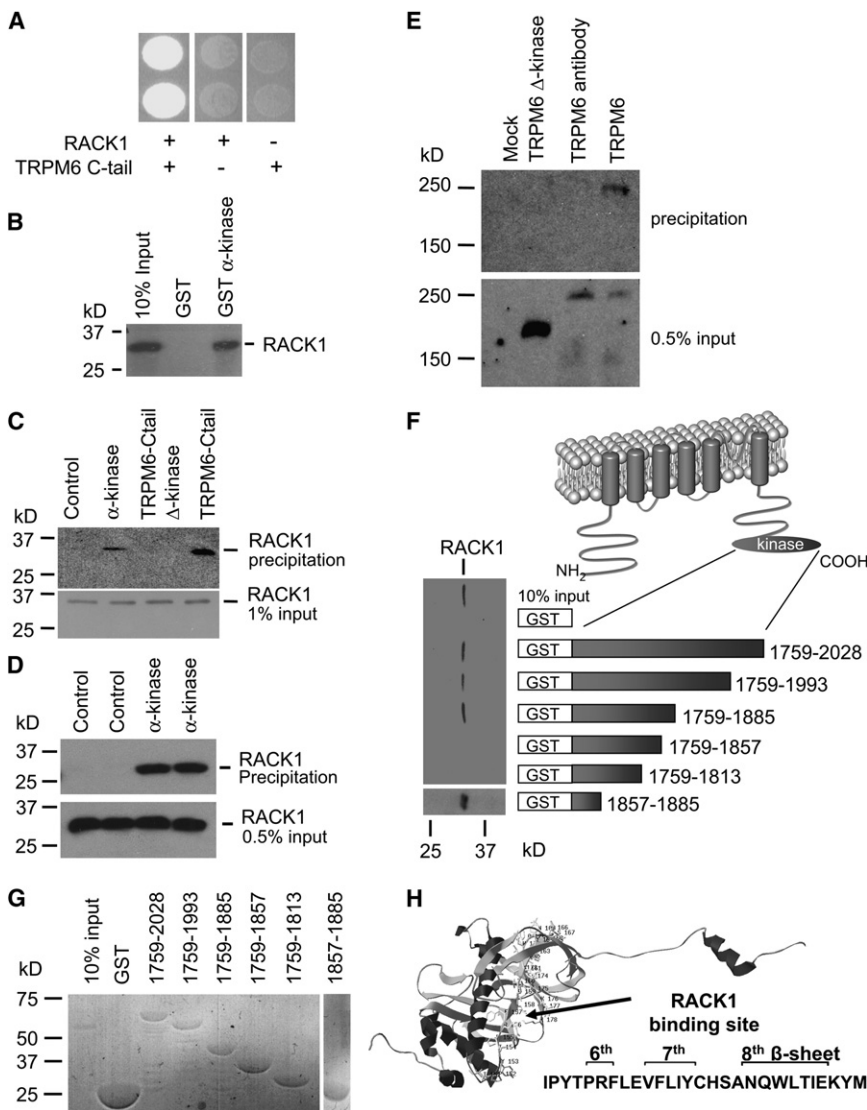 A
RACK1 + + -
TRPM6 C-tail + - +
B
10% Input
GST
GST α-kinase
kD
37
25
RACK1
C
Control
α-kinase
TRPM6-Ctail
Δ-kinase
TRPM6-Ctail
kD
37
25
RACK1
precipitation
37
25
RACK1
1% input
D
Control
Control
α-kinase
α-kinase
kD
37
25
RACK1
Precipitation
37
25
RACK1
0.5% input
E
Mock
TRPM6 Δ-kinase
TRPM6 antibody
TRPM6
kD
250
150
precipitation
250
150
0.5% input
F
kinase
NH2
COOH
RACK1
10% input
GST
GST 1759-2028
GST 1759-1993
GST 1759-1885
GST 1759-1857
GST 1759-1813
GST 1857-1885
25 37 kD
G
10% input
GST
1759-2028
1759-1993
1759-1885
1759-1857
1759-1813
1857-1885
kD
75
50
37
25
H
RACK1
binding site
6th 7th 8th ß-sheet
IPYTPRFLEVFLIYCHSANQWLTIEKYM